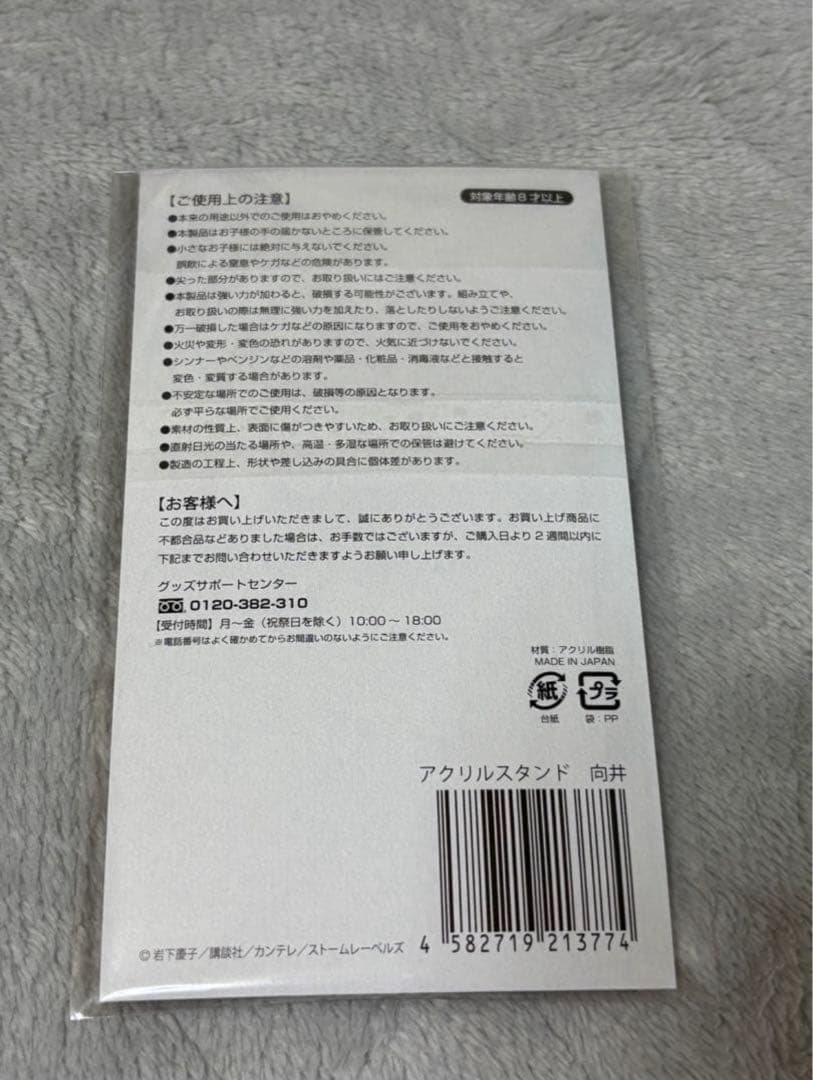 【ご使用上の注意】
対象年齢8才以上
●本来の用途以外でのご使用はおやめください。
●本製品はお子様の手の届かないところに保管してください。
●小さなお子様には絶対に与えないでください。
誤飲による窒息やケガなどの危険があります。
●尖った部分がありますので、お取り扱いにはご注意ください。
●本製品は強い力が加わると、破損する可能性がございます。組み立てや、
お取り扱いの際は無理に強い力を加えたり、落としたりしないようご注意ください。
●万一破損した場合はケガなどの原因になりますので、ご使用をおやめください。
●火災や変形・変色の恐れがありますので、火気に近づけないでください。
●シンナーやベンジンなどの溶剤や薬品・化粧品・消毒液などと接触すると
変色・変質する場合があります。
●不安定な場所でのご使用は、破損等の原因となります。
必ず平らな場所でご使用ください。
●素材の性質上、表面に傷がつきやすいため、お取り扱いにご注意ください。
●直射日光の当たる場所や、高温・多湿な場所での保管は避けてください。
●製造の工程上、形状や差し込みの具合に個体差があります。
【お客様へ】
この度はお買い上げいただきまして、誠にありがとうございます。お買い上げ商品に
不都合品などありました場合は、お手数ではございますが、ご購入日より2週間以内に
下記までお問い合わせいただきますようお願い申し上げます。
グッズサポートセンター
0120-382-310
【受付時間】月〜金（祝祭日を除く）10:00〜18:00
※電話番号はよく確かめてからお間違いのないようにご注意ください。
材質：アクリル樹脂
MADE IN JAPAN
紙 プラ
台紙 袋：PP
アクリルスタンド 向井
©岩下慶子／講談社／カンテレ／ストームレーベルズ
4 582719 213774